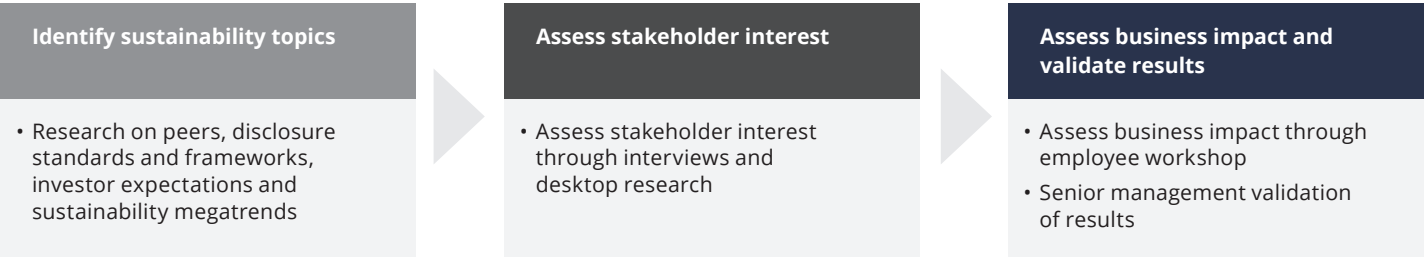 Identify sustainability topics
• Research on peers, disclosure
standards and frameworks,
investor expectations and
sustainability megatrends
Assess stakeholder interest
• Assess stakeholder interest
through interviews and
desktop research
Assess business impact and
validate results
• Assess business impact through
employee workshop
• Senior management validation
of results